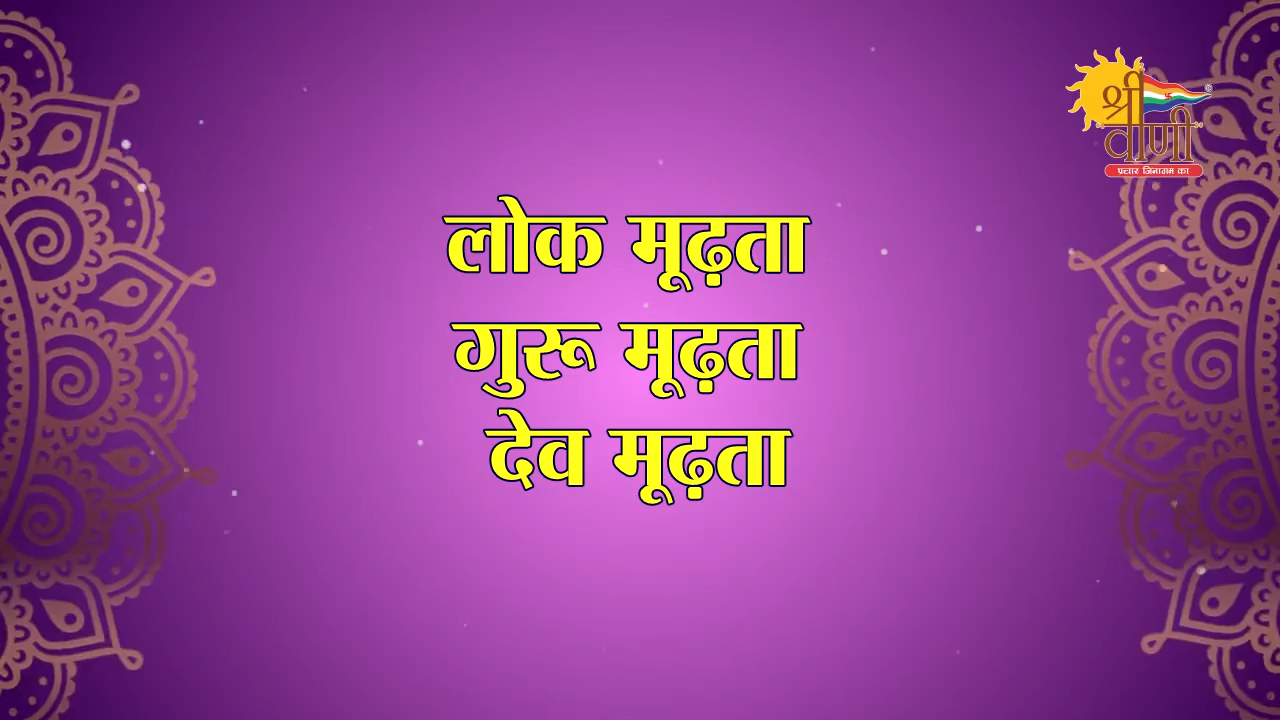 श्री
वाणी
प्रचार जिनागम का
लोक मूढ़ता
गुरू मूढ़ता
देव मूढ़ता